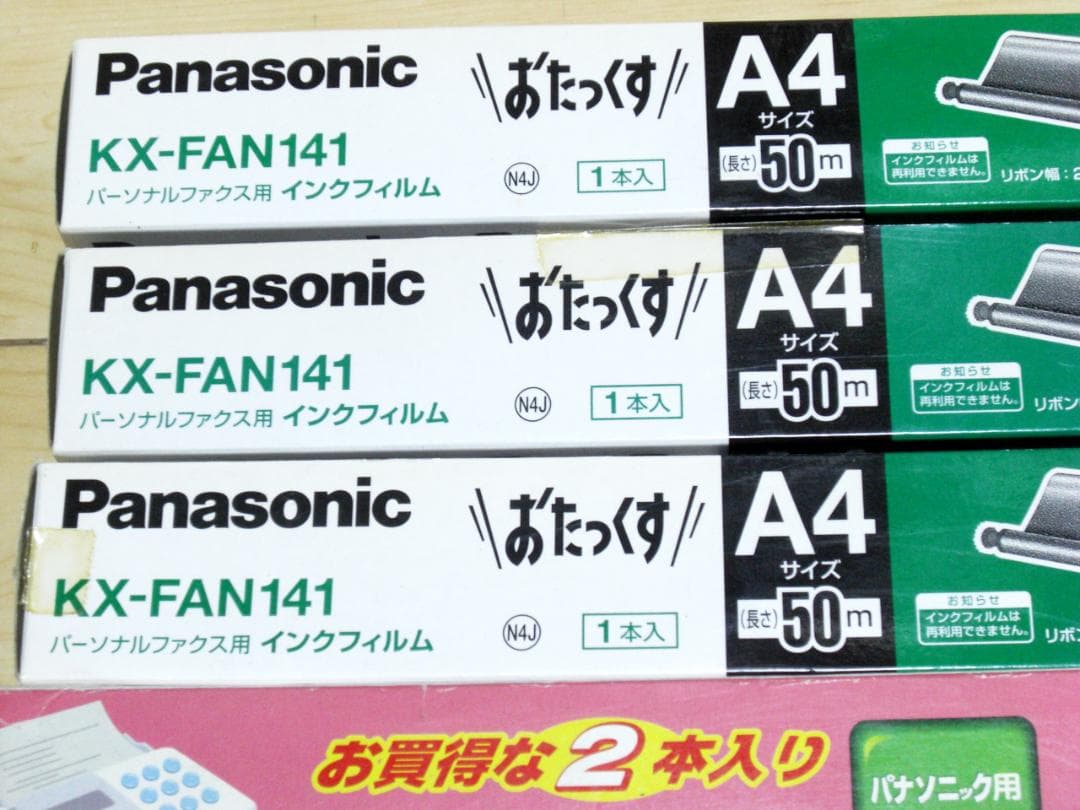 Panasonic
おたっくす
A4
サイズ
(長さ)50m
KX-FAN141
パーソナルファクス用 インクフィルム
N4J
1本入
お知らせ
インクフィルムは
再利用できません。
リボン幅:2
Panasonic
おたっくす
A4
サイズ
(長さ)50m
KX-FAN141
パーソナルファクス用 インクフィルム
N4J
1本入
お知らせ
インクフィルムは
再利用できません。
リボン
Panasonic
おたっくす
A4
サイズ
(長さ)50m
KX-FAN141
パーソナルファクス用 インクフィルム
N4J
1本入
お知らせ
インクフィルムは
再利用できません。
リボン
お買得な2本入り
パナソニック用